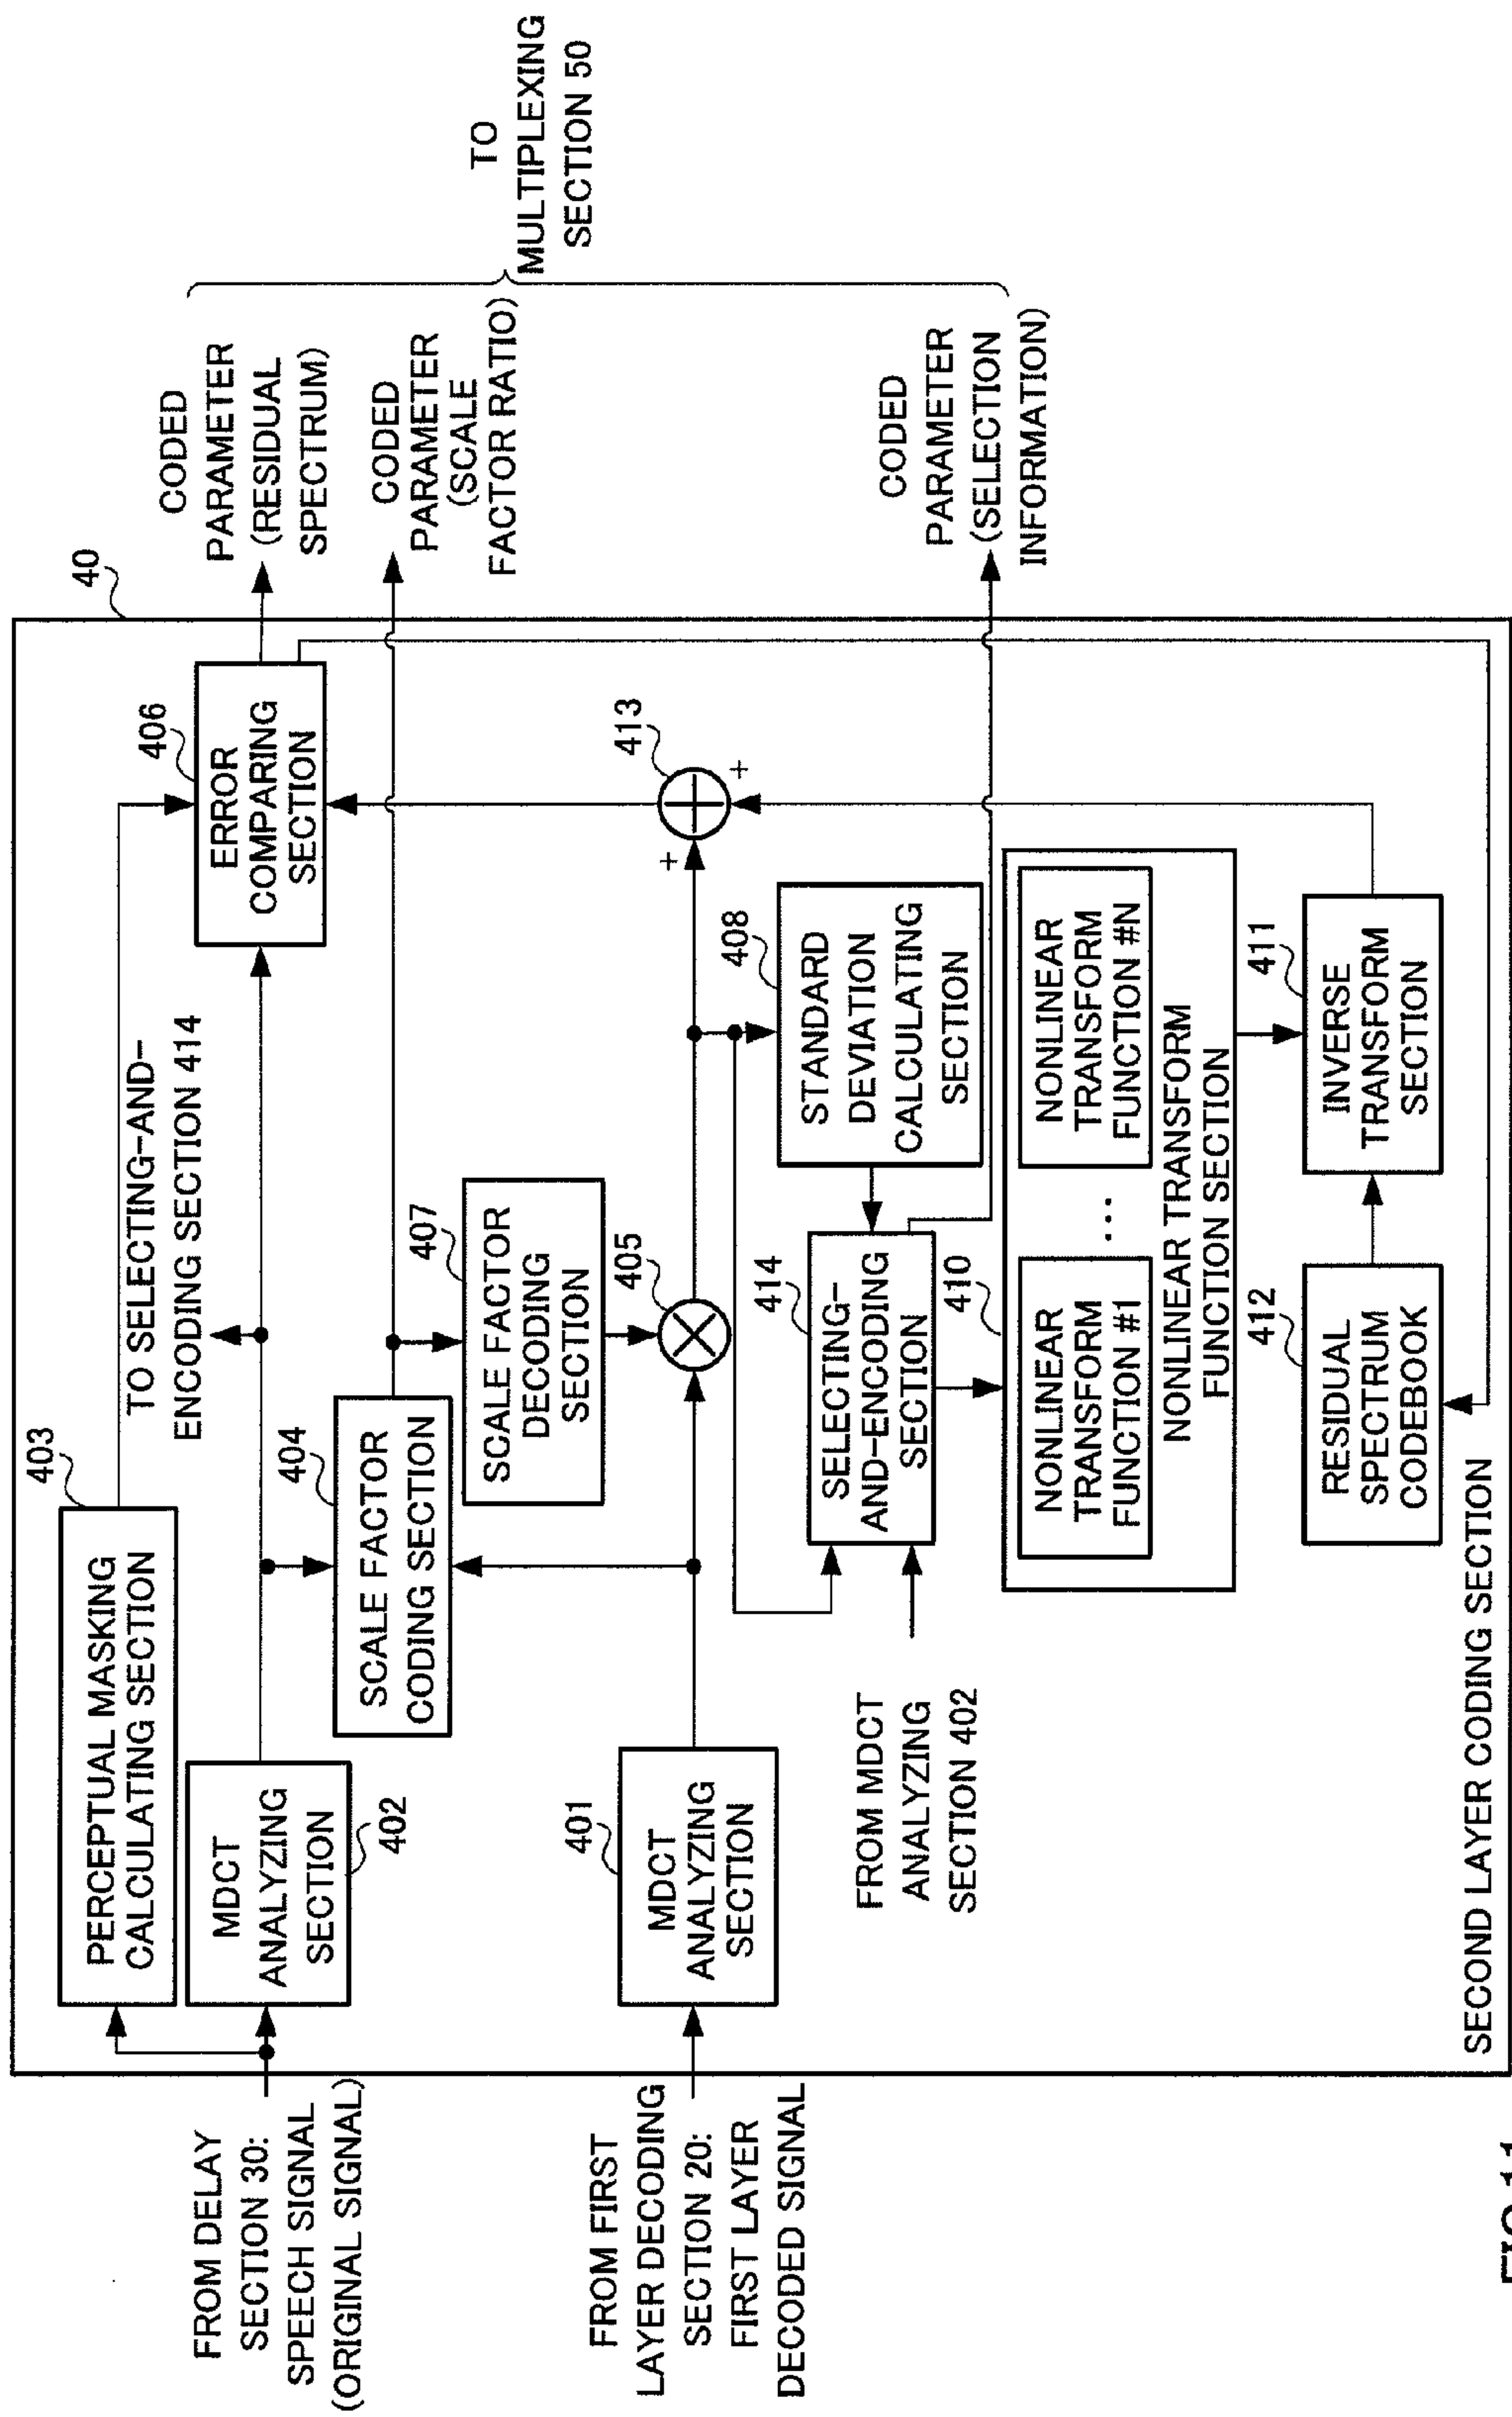 40
CODED
PARAMETER
(RESIDUAL
SPECTRUM)
CODED
PARAMETER
(SCALE
FACTOR RATIO)
CODED
PARAMETER
(SELECTION
INFORMATION)
TO
MULTIPLEXING
SECTION 50
403
PERCEPTUAL MASKING
CALCULATING SECTION
TO SELECTING-AND-
ENCODING SECTION 414
406
ERROR
COMPARING
SECTION
FROM DELAY
SECTION 30:
SPEECH SIGNAL
(ORIGINAL SIGNAL)
MDCT
ANALYZING
SECTION
402
404
SCALE FACTOR
CODING SECTION
407
SCALE FACTOR
DECODING
SECTION
405
413
+
+
FROM FIRST
LAYER DECODING
SECTION 20:
FIRST LAYER
DECODED SIGNAL
401
MDCT
ANALYZING
SECTION
408
STANDARD
DEVIATION
CALCULATING
SECTION
FROM MDCT
ANALYZING
SECTION 402
414
SELECTING-
AND-ENCODING
SECTION
410
NONLINEAR
TRANSFORM
FUNCTION #1
...
NONLINEAR
TRANSFORM
FUNCTION #N
NONLINEAR TRANSFORM
FUNCTION SECTION
412
RESIDUAL
SPECTRUM
CODEBOOK
411
INVERSE
TRANSFORM
SECTION
SECOND LAYER CODING SECTION
FIG.11